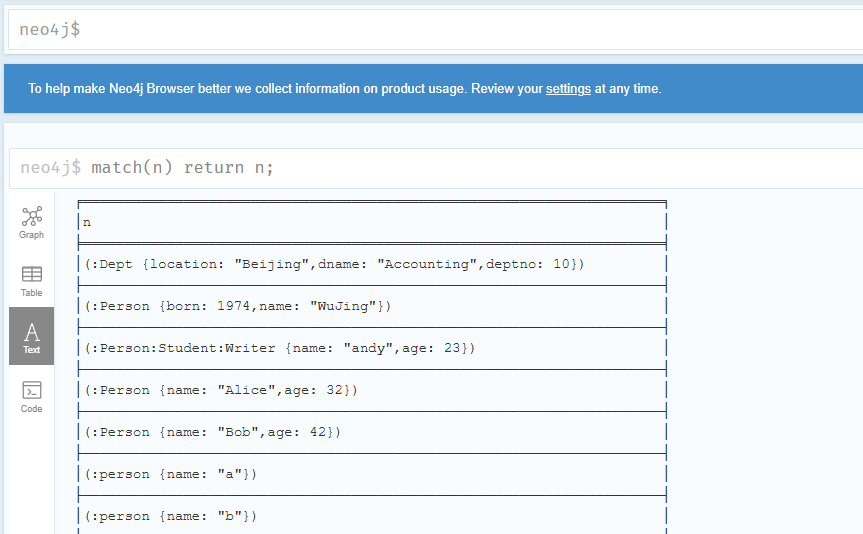 neo4j$
To help make Neo4j Browser better we collect information on product usage. Review your settings at any time.
neo4j$ match(n) return n;
Graph
Table
Text
Code
n
(:Dept {location: "Beijing",dname: "Accounting",deptno: 10})
(:Person {born: 1974,name: "WuJing"})
(:Person:Student:Writer {name: "andy",age: 23})
(:Person {name: "Alice",age: 32})
(:Person {name: "Bob",age: 42})
(:person {name: "a"})
(:person {name: "b"})